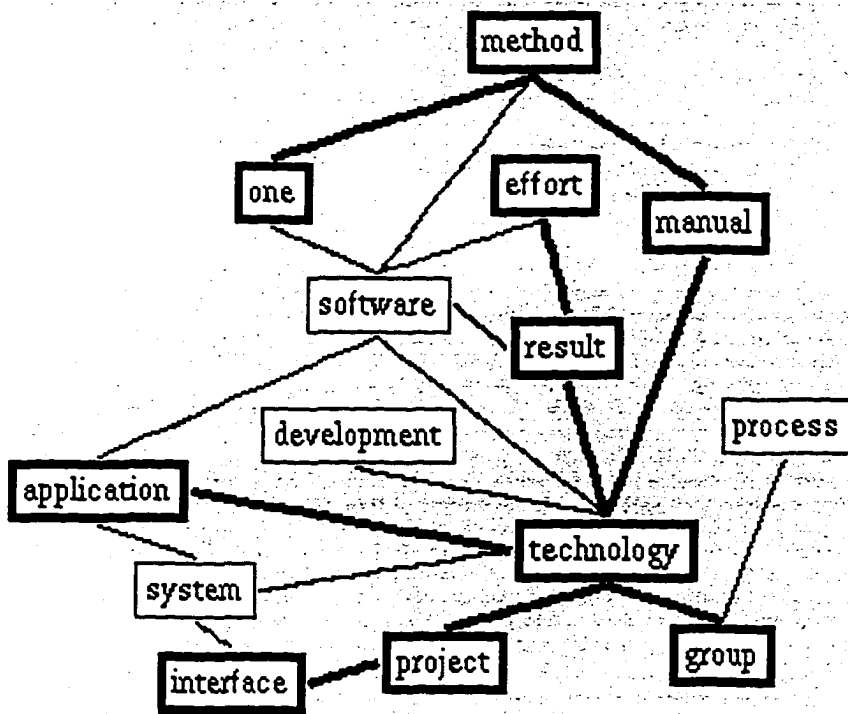 method
one
effort
manual
software
result
development
process
application
technology
system
interface
project
group